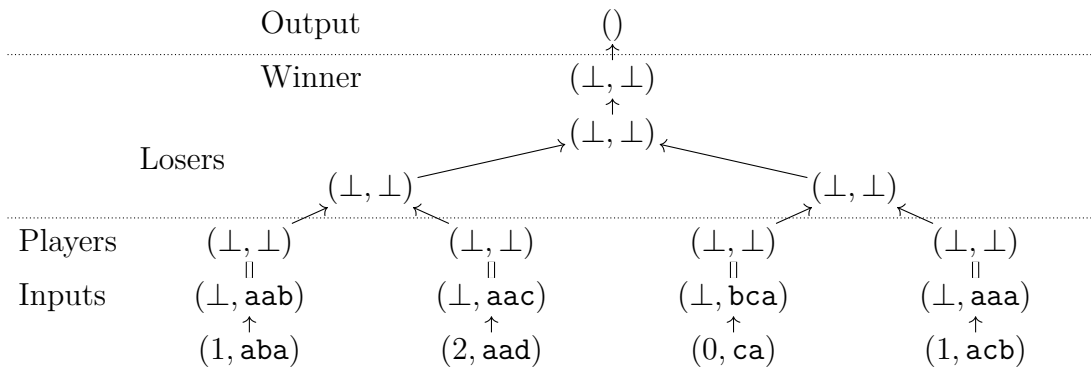 Output ()
Winner (⊥, ⊥)
(⊥, ⊥)
Losers
(⊥, ⊥) (⊥, ⊥)
Players (⊥, ⊥) (⊥, ⊥) (⊥, ⊥) (⊥, ⊥)
Inputs (⊥, aab) (⊥, aac) (⊥, bca) (⊥, aaa)
(1, aba) (2, aad) (0, ca) (1, acb)